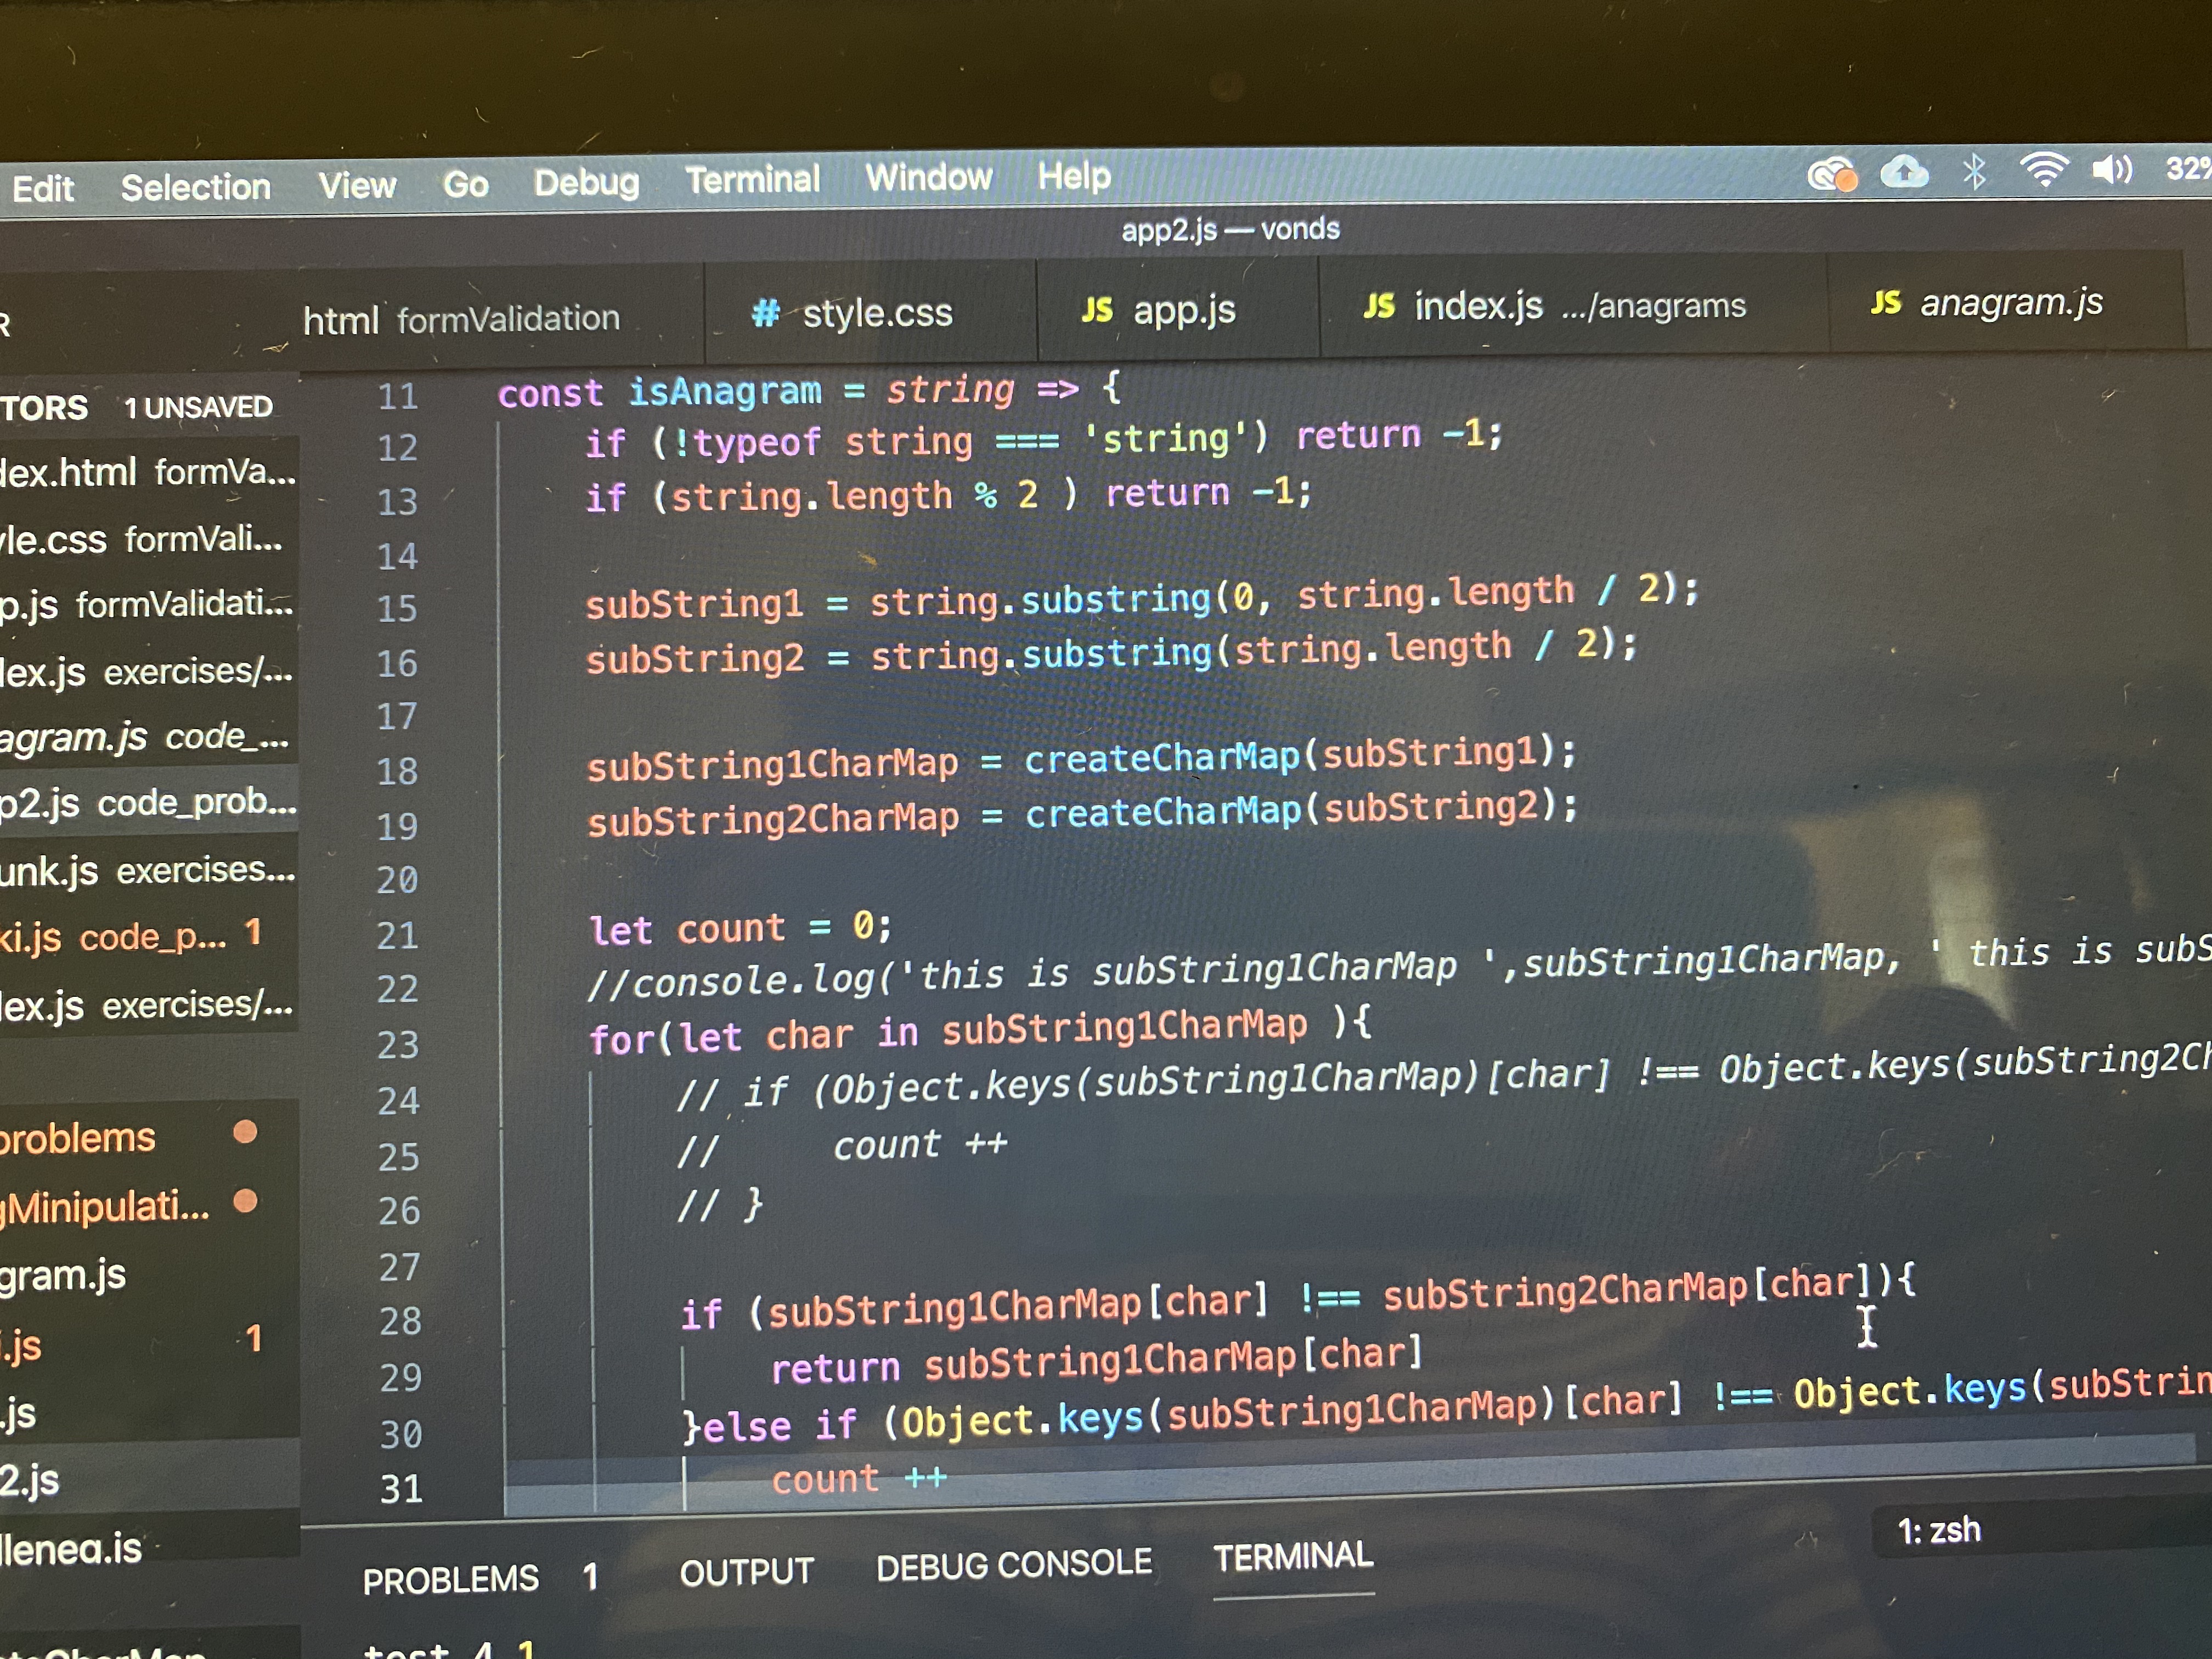 Edit Selection View Go Debug Terminal Window Help 32%
app2.js — vonds
html formValidation # style.css JS app.js JS index.js .../anagrams JS anagram.js
TORS 1 UNSAVED
dex.html formVa...
yle.css formVali...
p.js formValidati...
lex.js exercises/...
agram.js code_...
p2.js code_prob...
unk.js exercises...
ki.js code_p... 1
lex.js exercises/...
problems
gMinipulati...
gram.js
.js 1
.js
2.js
11 const isAnagram = string => {
12 if (!typeof string === 'string') return -1;
13 if (string.length % 2 ) return -1;
14
15 subString1 = string.substring(0, string.length / 2);
16 subString2 = string.substring(string.length / 2);
17
18 subString1CharMap = createCharMap(subString1);
19 subString2CharMap = createCharMap(subString2);
20
21 let count = 0;
22 //console.log('this is subString1CharMap ',subString1CharMap, ' this is subS
23 for(let char in subString1CharMap ){
24 // if (Object.keys(subString1CharMap)[char] !== Object.keys(subString2Ch
25 // count ++
26 // }
27
28 if (subString1CharMap[char] !== subString2CharMap[char]){
29 return subString1CharMap[char]
30 }else if (Object.keys(subString1CharMap)[char] !== Object.keys(subStrin
31 count ++
PROBLEMS 1 OUTPUT DEBUG CONSOLE TERMINAL 1: zsh
test 4 1